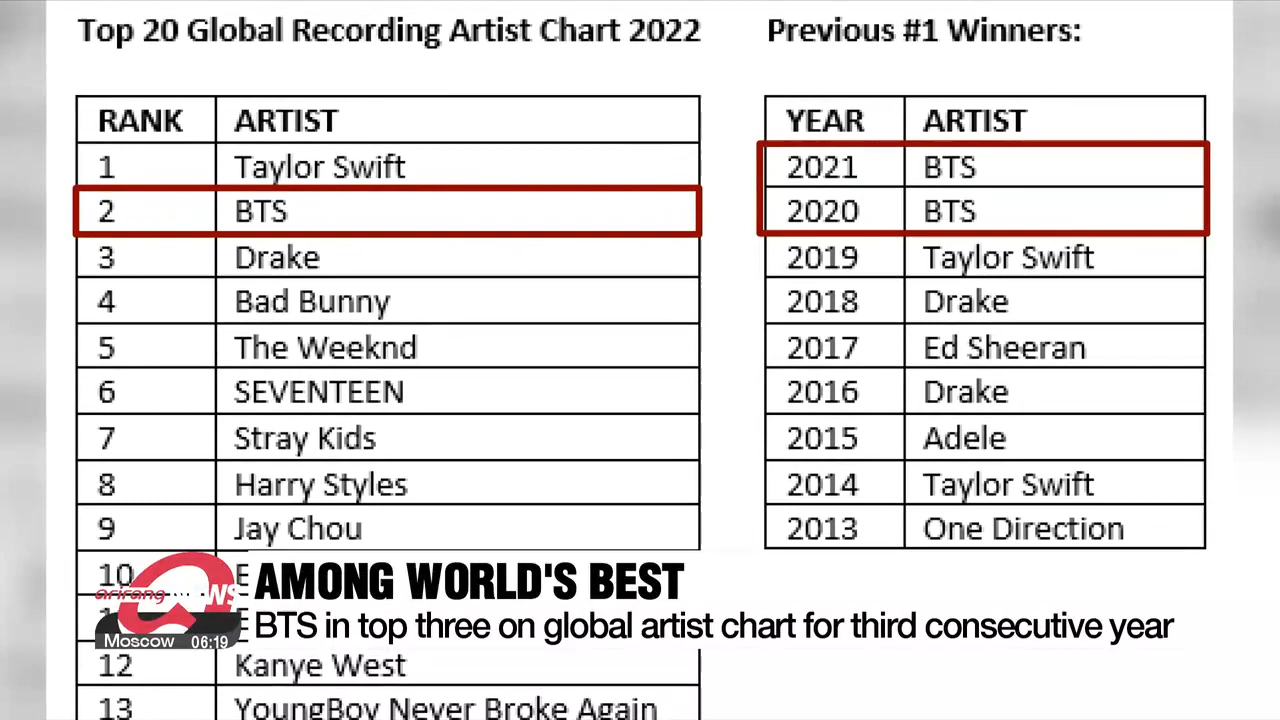 Top 20 Global Recording Artist Chart 2022
RANK ARTIST
1 Taylor Swift
2 BTS
3 Drake
4 Bad Bunny
5 The Weeknd
6 SEVENTEEN
7 Stray Kids
8 Harry Styles
9 Jay Chou
10 E
12 Kanye West
13 YoungBoy Never Broke Again
Previous #1 Winners:
YEAR ARTIST
2021 BTS
2020 BTS
2019 Taylor Swift
2018 Drake
2017 Ed Sheeran
2016 Drake
2015 Adele
2014 Taylor Swift
2013 One Direction
arirang NEWS
Moscow 06:19
AMONG WORLD'S BEST
BTS in top three on global artist chart for third consecutive year